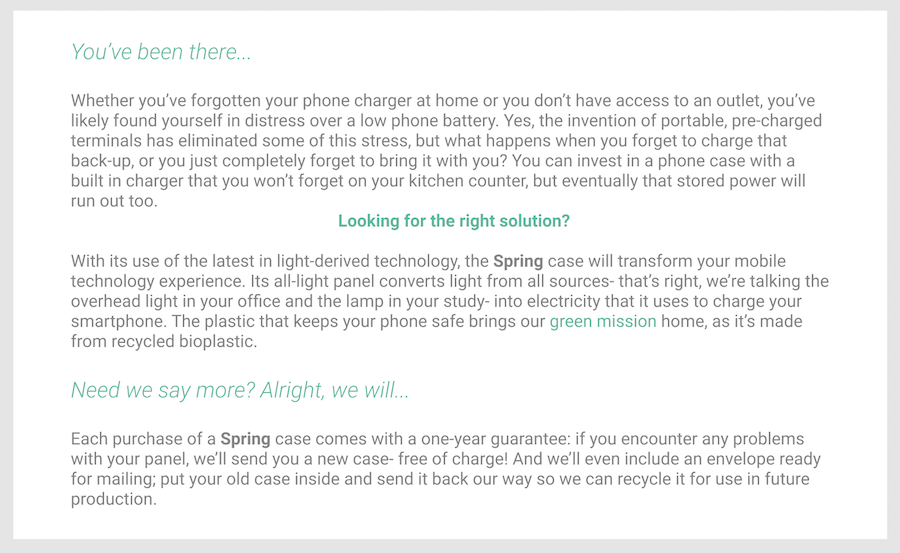 You've been there...
Whether you've forgotten your phone charger at home or you don't have access to an outlet, you've
likely found yourself in distress over a low phone battery. Yes, the invention of portable, pre-charged
terminals has eliminated some of this stress, but what happens when you forget to charge that
back-up, or you just completely forget to bring it with you? You can invest in a phone case with a
built in charger that you won't forget on your kitchen counter, but eventually that stored power will
run out too.
Looking for the right solution?
With its use of the latest in light-derived technology, the Spring case will transform your mobile
technology experience. Its all-light panel converts light from all sources- that's right, we're talking the
overhead light in your office and the lamp in your study- into electricity that it uses to charge your
smartphone. The plastic that keeps your phone safe brings our green mission home, as it's made
from recycled bioplastic.
Need we say more? Alright, we will...
Each purchase of a Spring case comes with a one-year guarantee: if you encounter any problems
with your panel, we'll send you a new case- free of charge! And we'll even include an envelope ready
for mailing; put your old case inside and send it back our way so we can recycle it for use in future
production.